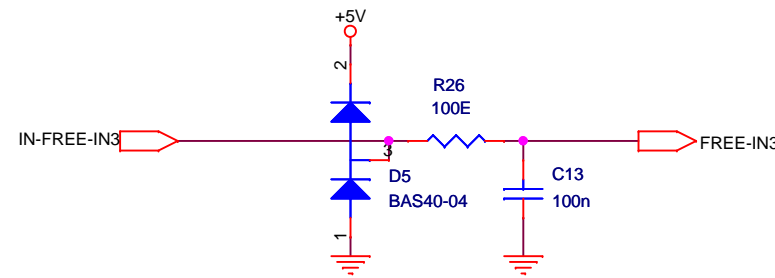 +5V
2
R26
100E
IN-FREE-IN3
3
FREE-IN3
D5
C13
BAS40-04
100n
1